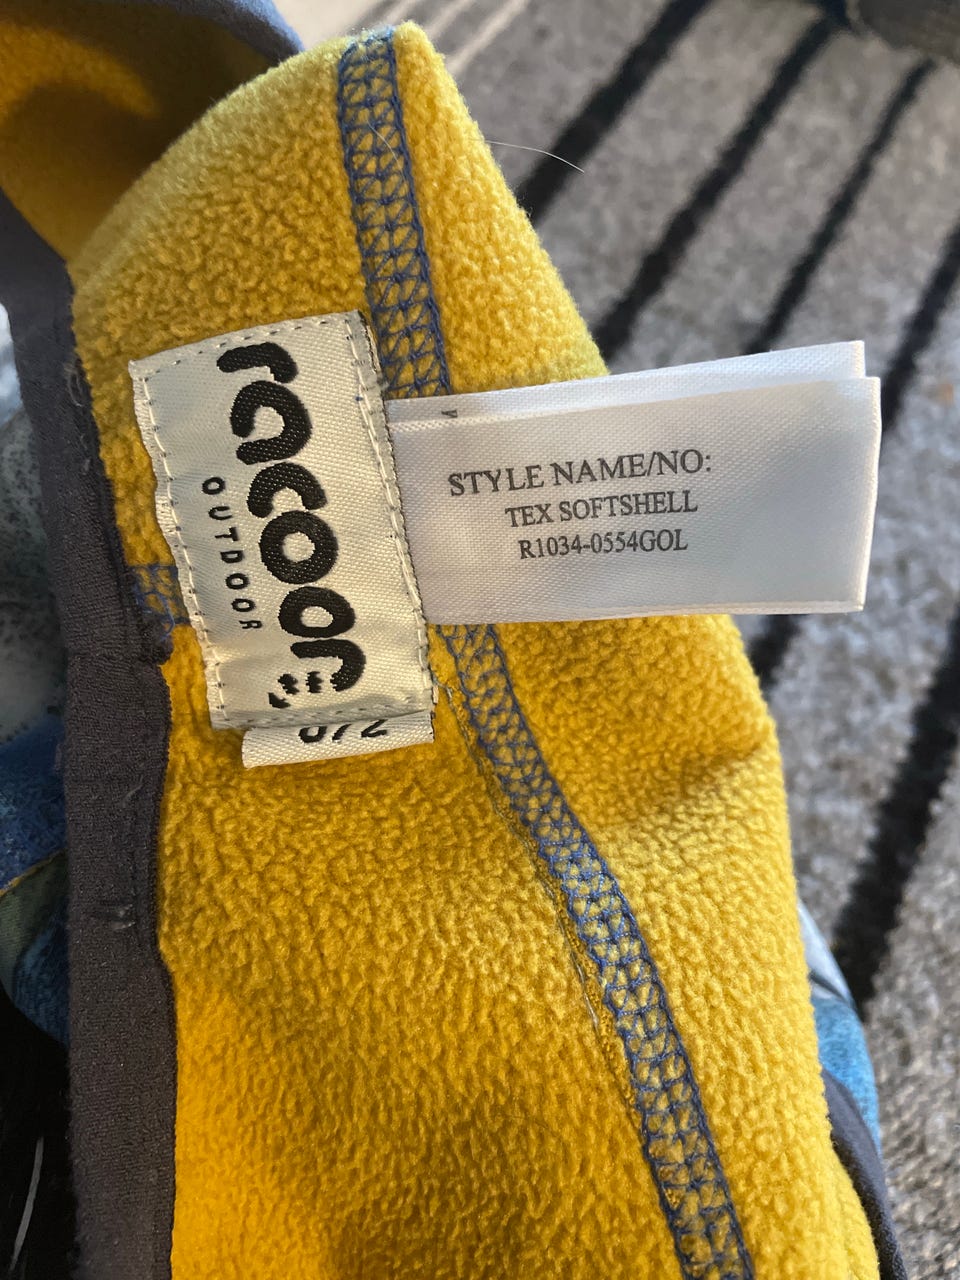 racoon
OUTDOOR
STYLE NAME/NO:
TEX SOFTSHELL
R1034-0554GOL